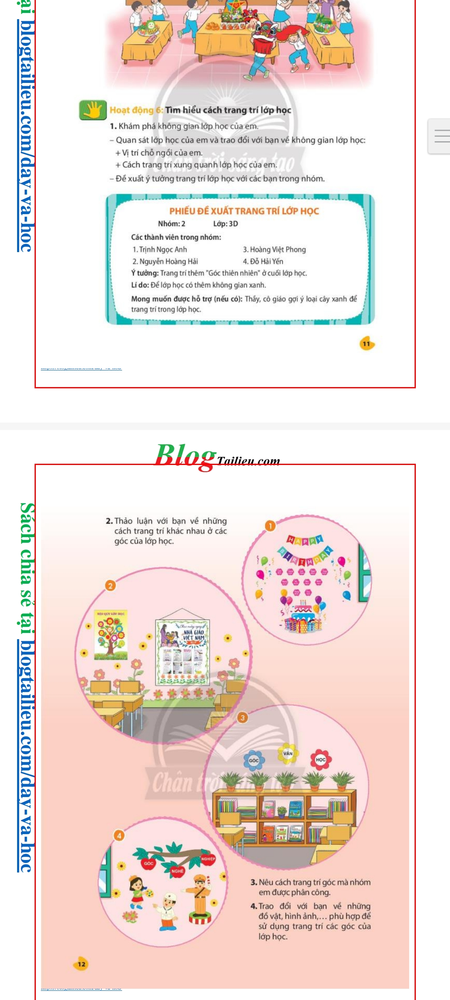 ại blogtailieu.com/day-va-hoc
Hoạt động 6: Tìm hiểu cách trang trí lớp học
1. Khám phá không gian lớp học của em.
– Quan sát lớp học của em và trao đổi với bạn về không gian lớp học:
+ Vị trí chỗ ngồi của em.
+ Cách trang trí xung quanh lớp học của em.
– Đề xuất ý tưởng trang trí lớp học với các bạn trong nhóm.
Chân trời sáng tạo
PHIẾU ĐỀ XUẤT TRANG TRÍ LỚP HỌC
Nhóm: 2 Lớp: 3D
Các thành viên trong nhóm:
1. Trịnh Ngọc Anh 3. Hoàng Việt Phong
2. Nguyễn Hoàng Hải 4. Đỗ Hải Yến
Ý tưởng: Trang trí thêm "Góc thiên nhiên" ở cuối lớp học.
Lí do: Để lớp học có thêm không gian xanh.
Mong muốn được hỗ trợ (nếu có): Thầy, cô giáo gợi ý loại cây xanh để
trang trí trong lớp học.
11
https://blogtailieu.com/day-va-hoc/
Blog Tailieu.com
Sách chia sẻ tại blogtailieu.com/day-va-hoc
2. Thảo luận với bạn về những
cách trang trí khác nhau ở các
góc của lớp học.
1
HAPPY
BIRTHDAY
2
NỘI QUY LỚP HỌC
Chào mừng ngày
NHÀ GIÁO
VIỆT NAM
3
GÓC VĂN HỌC
Chân trời sáng tạo
4
GÓC NGHỀ NGHIỆP
3. Nêu cách trang trí góc mà nhóm
em được phân công.
4. Trao đổi với bạn về những
đồ vật, hình ảnh,… phù hợp để
sử dụng trang trí các góc của
lớp học.
12
https://blogtailieu.com/day-va-hoc/